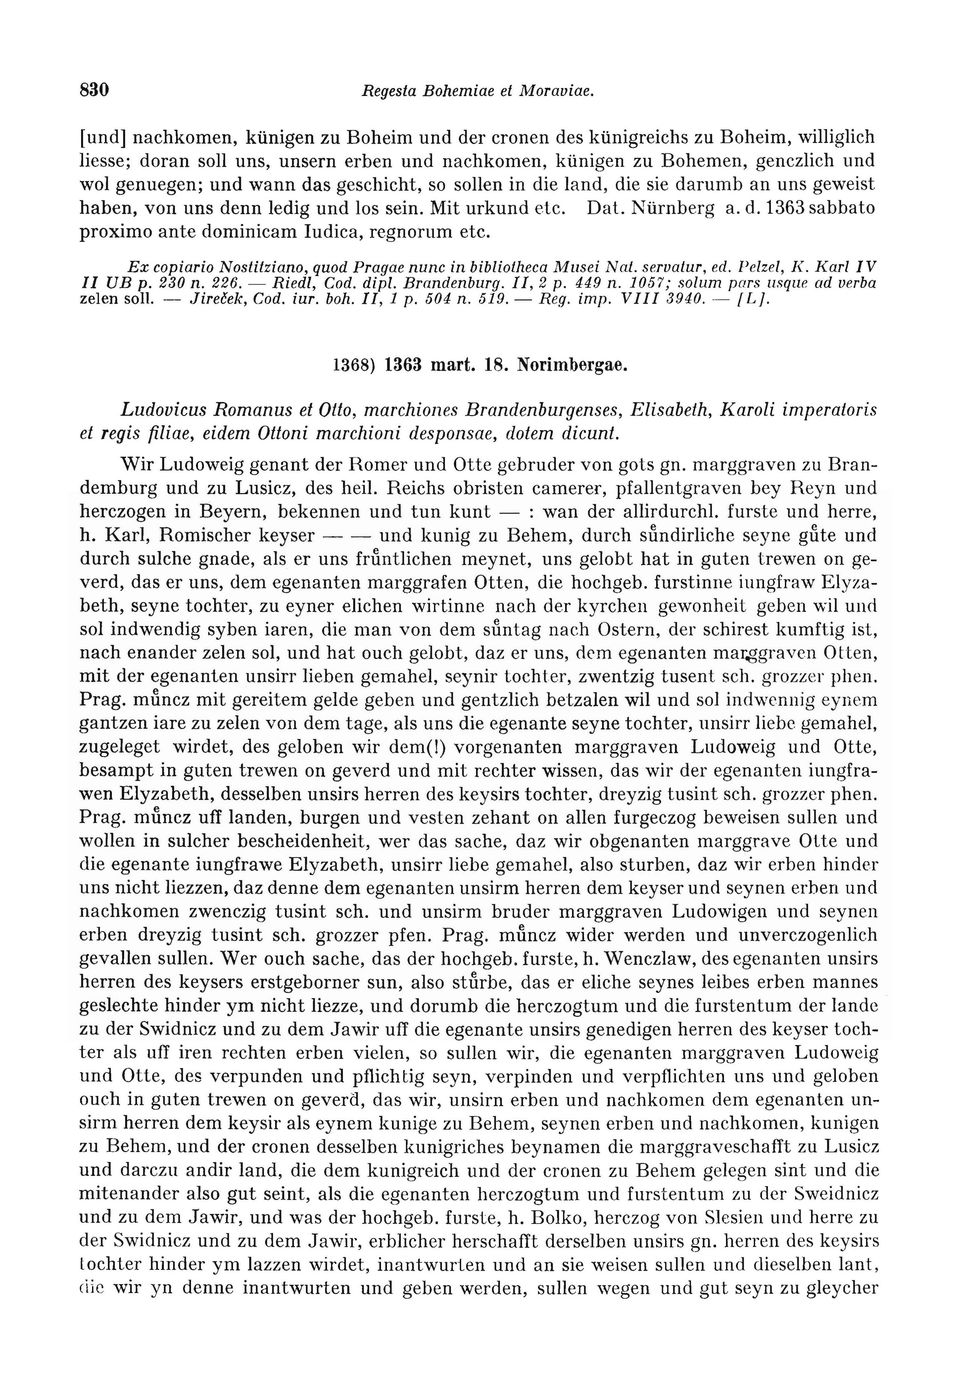 830 Regesta Bohemiae et Moraviae.
[und] nachkomen, künigen zu Boheim und der cronen des künigreichs zu Boheim, williglich
liesse; doran soll uns, unsern erben und nachkomen, künigen zu Bohemen, genczlich und
wol genuegen; und wann das geschicht, so sollen in die land, die sie darumb an uns geweist
haben, von uns denn ledig und los sein. Mit urkund etc. Dat. Nürnberg a. d. 1363 sabbato
proximo ante dominicam Iudica, regnorum etc.
Ex copiario Nostitziano, quod Pragae nunc in bibliotheca Musei Nat. servatur, ed. Pelzel, K. Karl IV
II UB p. 230 n. 226. — Riedl, Cod. dipl. Brandenburg. II, 2 p. 449 n. 1057; solum pars usque ad verba
zelen soll. — Jireček, Cod. iur. boh. II, 1 p. 504 n. 519. — Reg. imp. VIII 3940. — [L].
1368) 1363 mart. 18. Norimbergae.
Ludovicus Romanus et Otto, marchiones Brandenburgenses, Elisabeth, Karoli imperatoris
et regis filiae, eidem Ottoni marchioni desponsae, dotem dicunt.
Wir Ludoweig genant der Romer und Otte gebruder von gots gn. marggraven zu Bran-
demburg und zu Lusicz, des heil. Reichs obristen camerer, pfallentgraven bey Reyn und
herczogen in Beyern, bekennen und tun kunt — : wan der allirdurchl. furste und herre,
h. Karl, Romischer keyser — — und kunig zu Behem, durch suͤndirliche seyne guͤte und
durch sulche gnade, als er uns fruͤntlichen meynet, uns gelobt hat in guten trewen on ge-
verd, das er uns, dem egenanten marggrafen Otten, die hochgeb. furstinne iungfraw Elyza-
beth, seyne tochter, zu eyner elichen wirtinne nach der kyrchen gewonheit geben wil und
sol indwendig syben iaren, die man von dem suͤntag nach Ostern, der schirest kumftig ist,
nach enander zelen sol, und hat ouch gelobt, daz er uns, dem egenanten marggraven Otten,
mit der egenanten unsirr lieben gemahel, seynir tochter, zwentzig tusent sch. grozzer phen.
Prag. muͤncz mit gereitem gelde geben und gentzlich betzalen wil und sol indwennig eynem
gantzen iare zu zelen von dem tage, als uns die egenante seyne tochter, unsirr liebe gemahel,
zugeleget wirdet, des geloben wir dem(!) vorgenanten marggraven Ludoweig und Otte,
besampt in guten trewen on geverd und mit rechter wissen, das wir der egenanten iungfra-
wen Elyzabeth, desselben unsirs herren des keysirs tochter, dreyzig tusint sch. grozzer phen.
Prag. muͤncz uff landen, burgen und vesten zehant on allen furgeczog beweisen sullen und
wollen in sulcher bescheidenheit, wer das sache, daz wir obgenanten marggrave Otte und
die egenante iungfrawe Elyzabeth, unsirr liebe gemahel, also sturben, daz wir erben hinder
uns nicht liezzen, daz denne dem egenanten unsirm herren dem keyser und seynen erben und
nachkomen zwenczig tusint sch. und unsirm bruder marggraven Ludowigen und seynen
erben dreyzig tusint sch. grozzer pfen. Prag. muͤncz wider werden und unverczogenlich
gevallen sullen. Wer ouch sache, das der hochgeb. furste, h. Wenczlaw, des egenanten unsirs
herren des keysers erstgeborner sun, also stuͤrbe, das er eliche seynes leibes erben mannes
geslechte hinder ym nicht liezze, und dorumb die herczogtum und die furstentum der lande
zu der Swidnicz und zu dem Jawir uff die egenante unsirs genedigen herren des keyser toch-
ter als uff iren rechten erben vielen, so sullen wir, die egenanten marggraven Ludoweig
und Otte, des verpunden und pflichtig seyn, verpinden und verpflichten uns und geloben
ouch in guten trewen on geverd, das wir, unsirn erben und nachkomen dem egenanten un-
sirm herren dem keysir als eynem kunige zu Behem, seynen erben und nachkomen, kunigen
zu Behem, und der cronen desselben kunigriches beynamen die marggraveschafft zu Lusicz
und darczu andir land, die dem kunigreich und der cronen zu Behem gelegen sint und die
mitenander also gut seint, als die egenanten herczogtum und furstentum zu der Sweidnicz
und zu dem Jawir, und was der hochgeb. furste, h. Bolko, herczog von Slesien und herre zu
der Swidnicz und zu dem Jawir, erblicher herschafft derselben unsirs gn. herren des keysirs
tochter hinder ym lazzen wirdet, inantwurten und an sie weisen sullen und dieselben lant,
die wir yn denne inantwurten und geben werden, sullen wegen und gut seyn zu gleycher